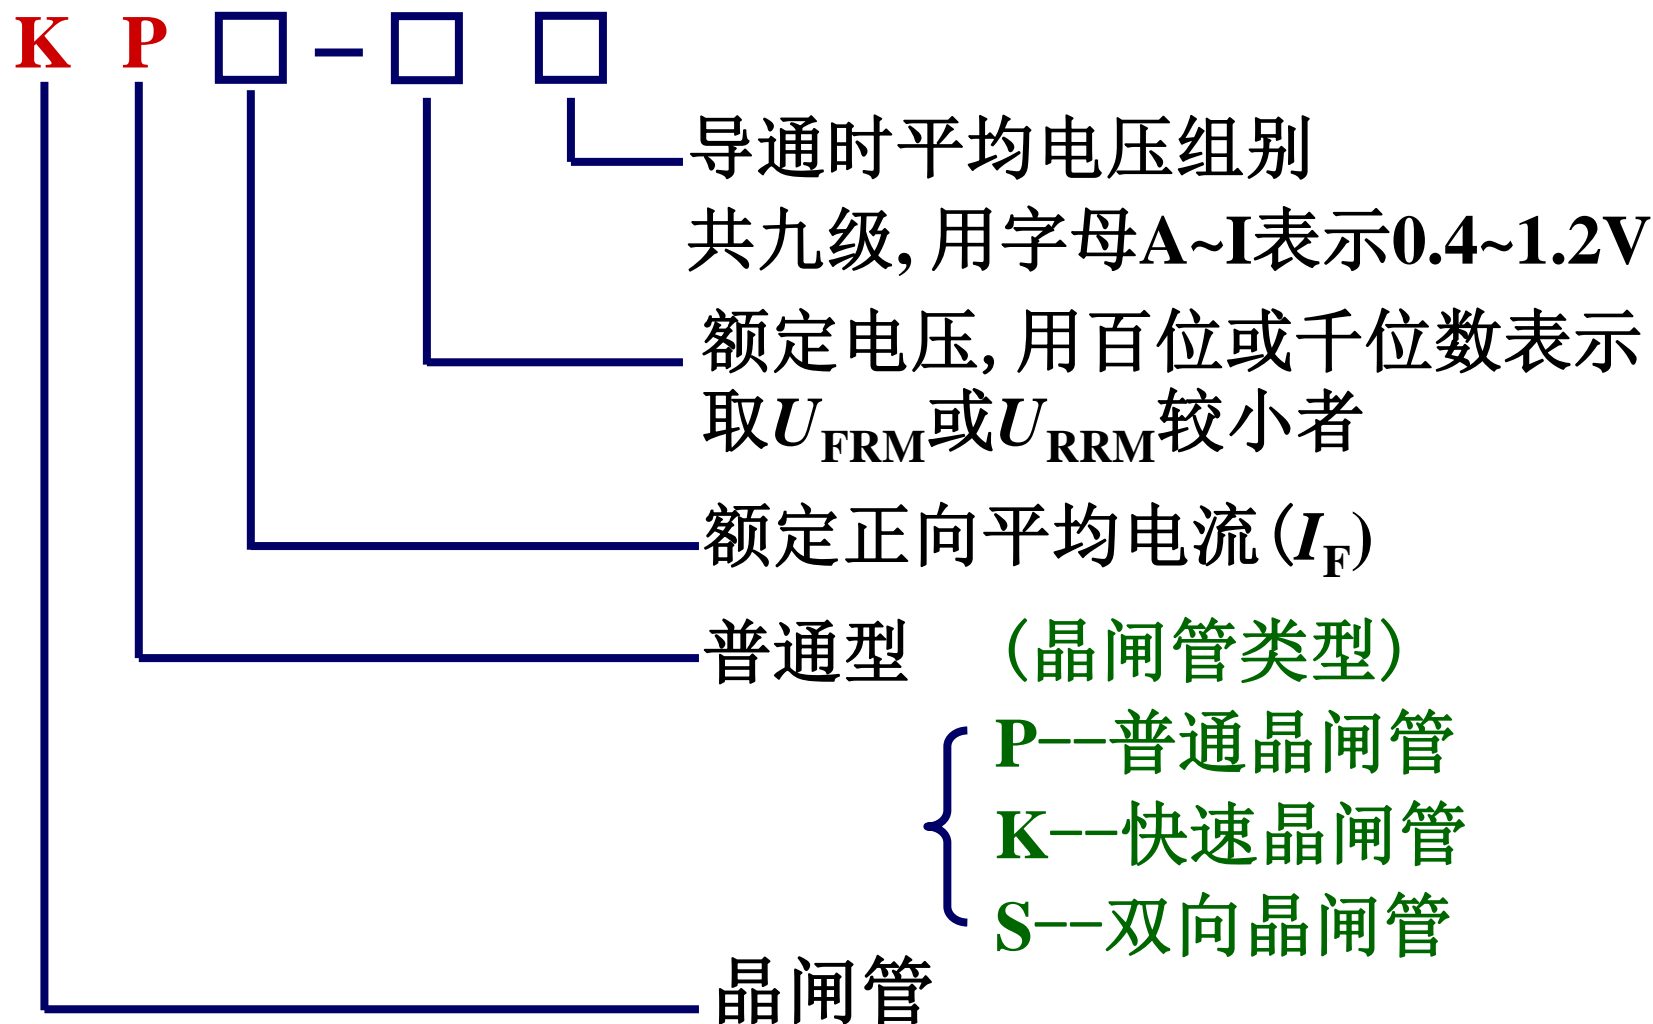 K P □ - □ □
导通时平均电压组别
共九级, 用字母A~I表示0.4~1.2V
额定电压, 用百位或千位数表示
取UFRM或URRM较小者
额定正向平均电流(IF)
普通型 (晶闸管类型)
P--普通晶闸管
K--快速晶闸管
S--双向晶闸管
晶闸管